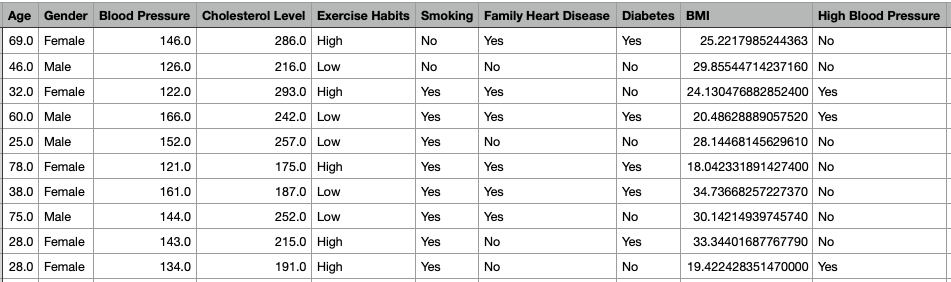 Age Gender Blood Pressure Cholesterol Level Exercise Habits Smoking Family Heart Disease Diabetes BMI High Blood Pressure
69.0 Female 146.0 286.0 High No Yes Yes 25.2217985244363 No
46.0 Male 126.0 216.0 Low No No No 29.85544714237160 No
32.0 Female 122.0 293.0 High Yes Yes No 24.130476882852400 Yes
60.0 Male 166.0 242.0 Low Yes Yes Yes 20.48628889057520 Yes
25.0 Male 152.0 257.0 Low Yes No No 28.14468145629610 No
78.0 Female 121.0 175.0 High Yes Yes Yes 18.042331891427400 No
38.0 Female 161.0 187.0 Low Yes Yes Yes 34.73668257227370 No
75.0 Male 144.0 252.0 Low Yes Yes No 30.14214939745740 No
28.0 Female 143.0 215.0 High Yes No Yes 33.34401687767790 No
28.0 Female 134.0 191.0 High Yes No No 19.422428351470000 Yes